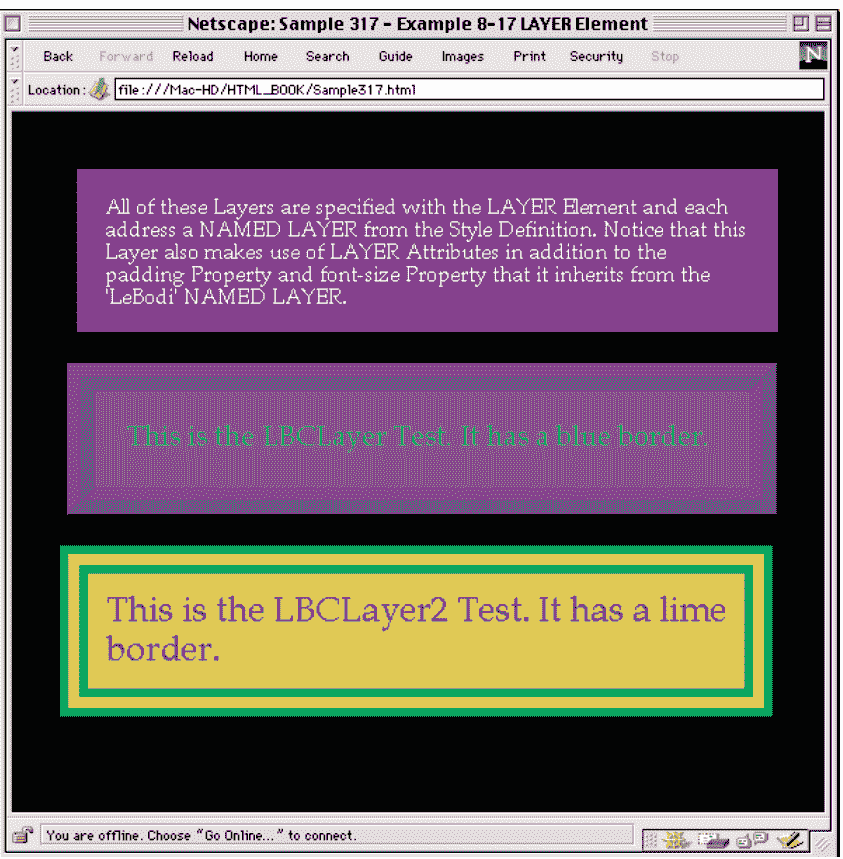 Netscape: Sample 317 - Example 8-17 LAYER Element
Back Forward Reload Home Search Guide Images Print Security Stop
N
Location: file:///Mac-HD/HTML_BOOK/Sample317.html
All of these Layers are specified with the LAYER Element and each
address a NAMED LAYER from the Style Definition. Notice that this
Layer also makes use of LAYER Attributes in addition to the
padding Property and font-size Property that it inherits from the
'LeBodi' NAMED LAYER.
This is the LBCLayer Test. It has a blue border.
This is the LBCLayer2 Test. It has a lime
border.
You are offline. Choose "Go Online..." to connect.